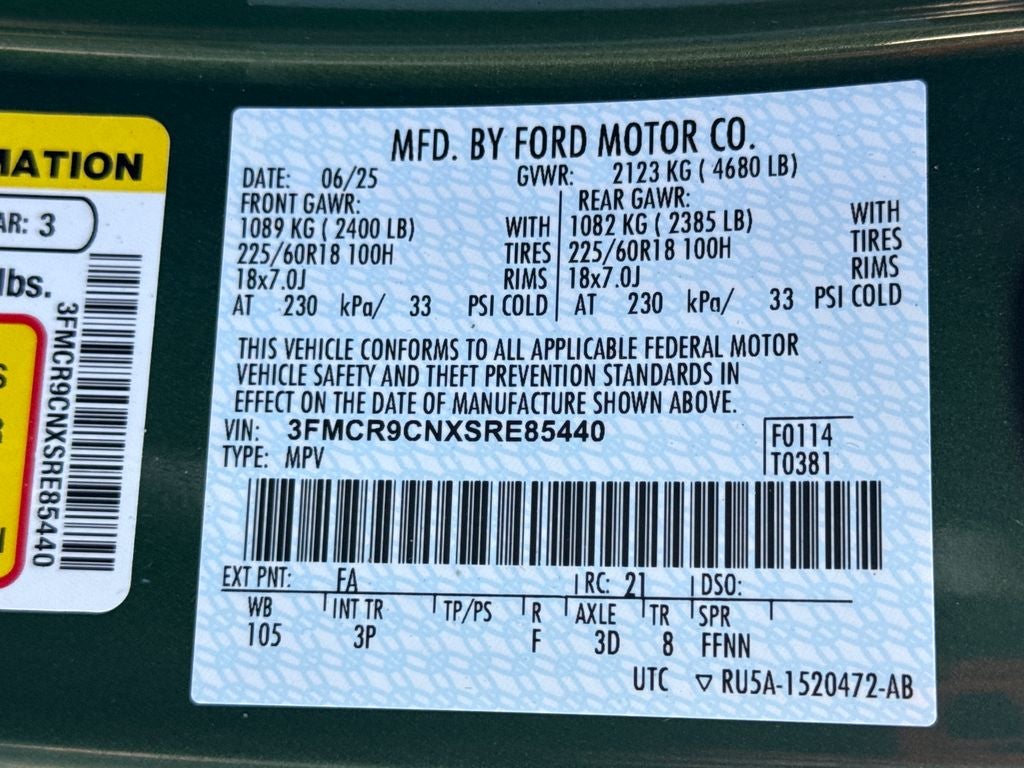 MATION
AR: 3
lbs.
3FMCR9CNXSRE85440
MFD. BY FORD MOTOR CO.
DATE: 06/25 GVWR: 2123 KG ( 4680 LB)
FRONT GAWR: REAR GAWR:
1089 KG ( 2400 LB) WITH 1082 KG ( 2385 LB) WITH
225/60R18 100H TIRES 225/60R18 100H TIRES
18x7.0J RIMS 18x7.0J RIMS
AT 230 kPa/ 33 PSI COLD AT 230 kPa/ 33 PSI COLD
THIS VEHICLE CONFORMS TO ALL APPLICABLE FEDERAL MOTOR
VEHICLE SAFETY AND THEFT PREVENTION STANDARDS IN
EFFECT ON THE DATE OF MANUFACTURE SHOWN ABOVE.
VIN: 3FMCR9CNXSRE85440 F0114
TYPE: MPV T0381
EXT PNT: FA RC: 21 DSO:
WB INT TR TP/PS R AXLE TR SPR
105 3P F 3D 8 FFNN
UTC ▽ RU5A-1520472-AB